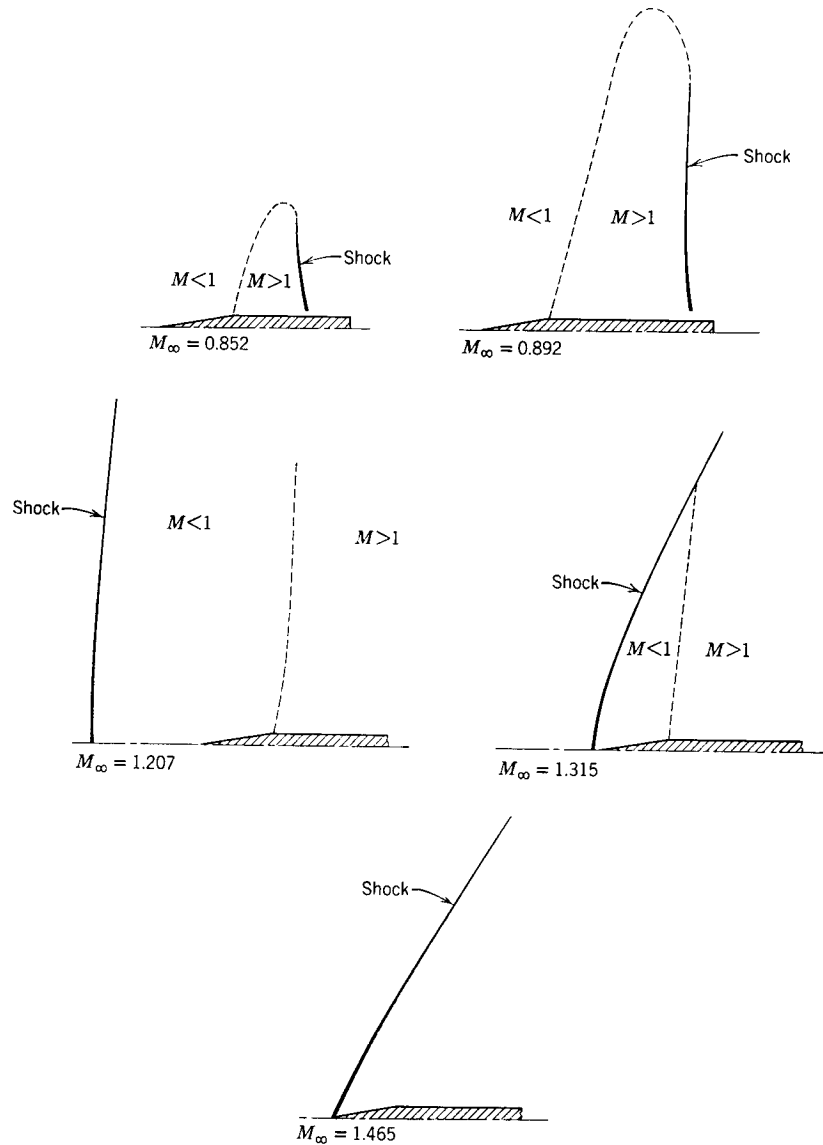 Shock
M<1
M>1
M∞ = 0.852
Shock
M<1
M>1
M∞ = 0.892
Shock
M<1
M>1
M∞ = 1.207
Shock
M<1
M>1
M∞ = 1.315
Shock
M∞ = 1.465